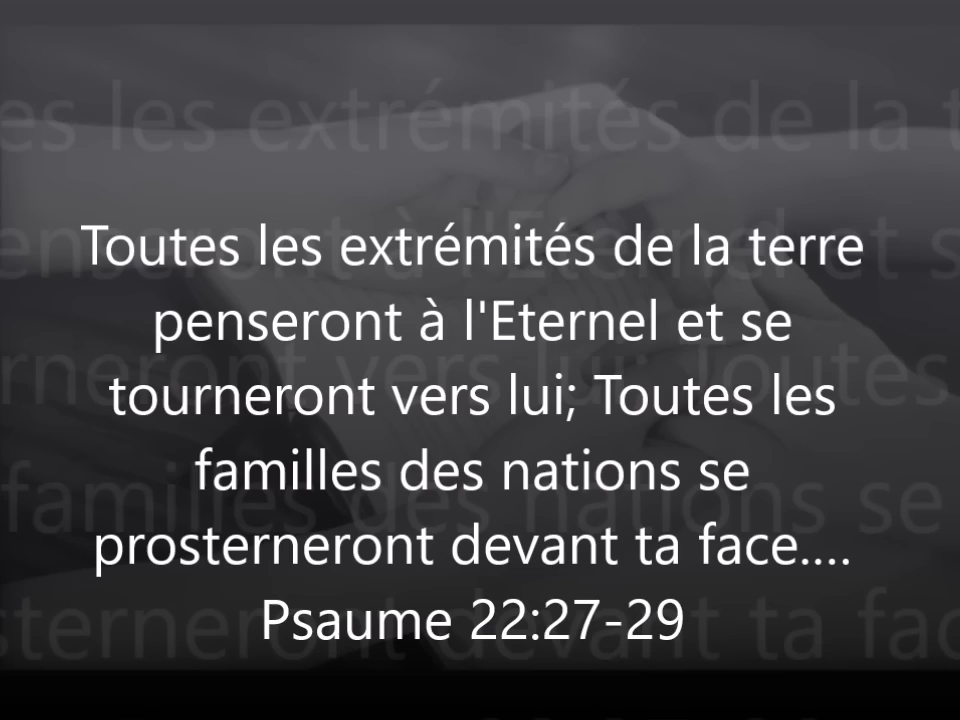 Toutes les extrémités de la terre
penseront à l'Eternel et se
tourneront vers lui; Toutes les
familles des nations se
prosterneront devant ta face....
Psaume 22:27-29